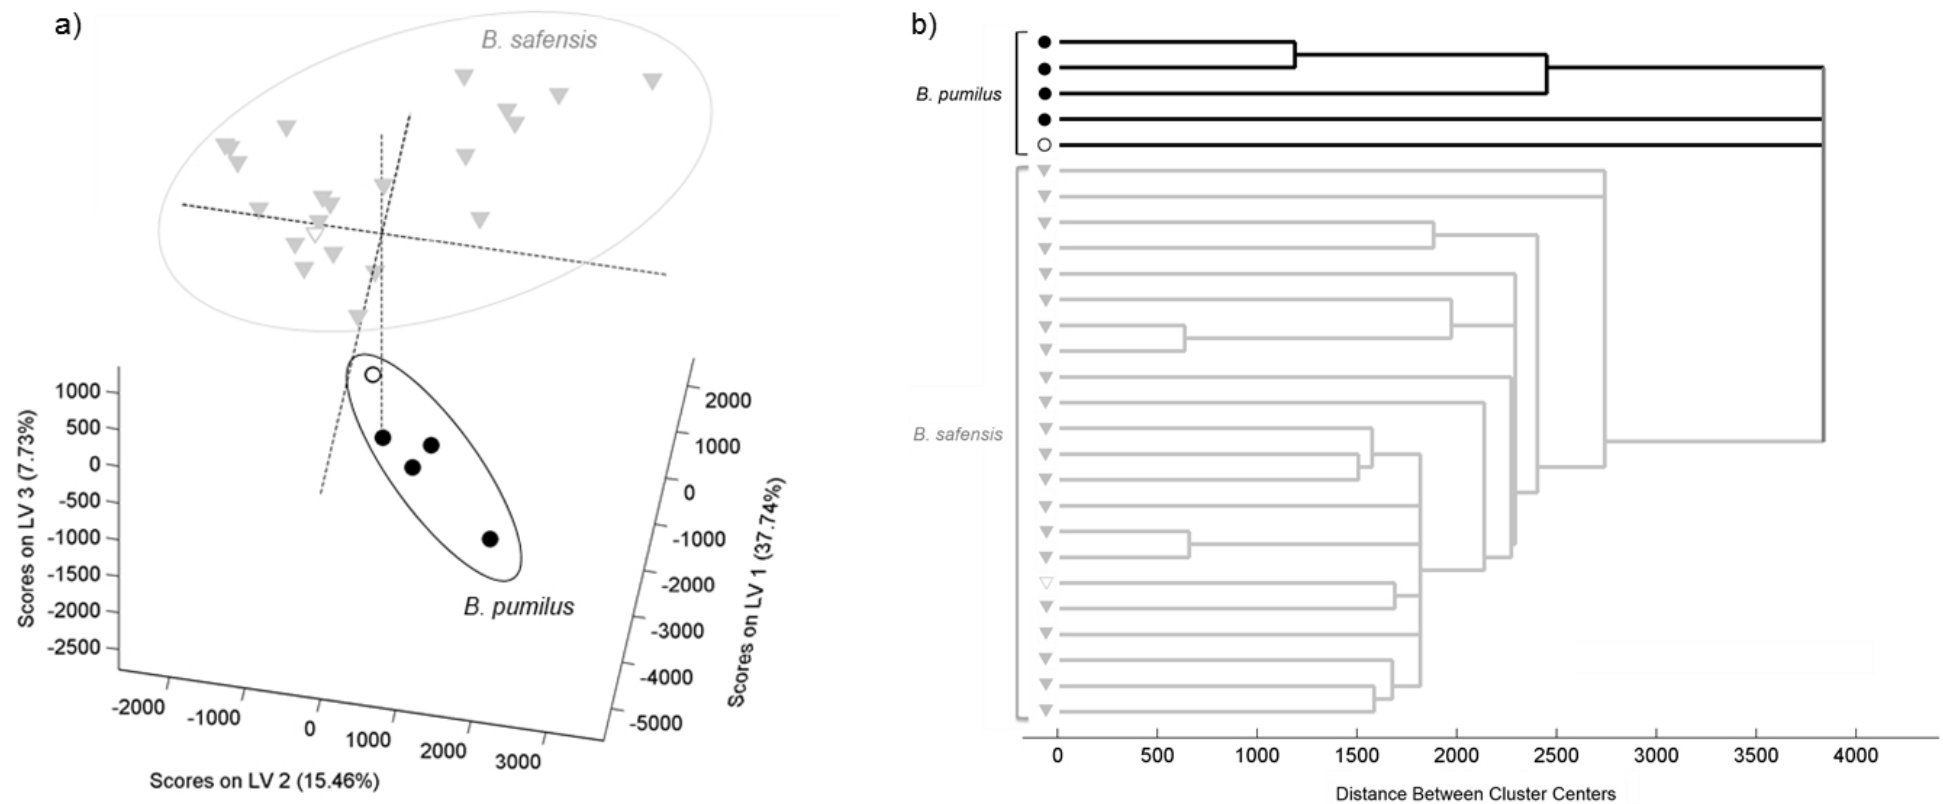 a)
B. safensis
B. pumilus
Scores on LV 3 (7.73%)
1000
500
0
-500
-1000
-1500
-2000
-2500
Scores on LV 2 (15.46%)
-2000
-1000
0
1000
2000
3000
Scores on LV 1 (37.74%)
2000
1000
0
-1000
-2000
-3000
-4000
-5000
b)
B. pumilus
B. safensis
0 500 1000 1500 2000 2500 3000 3500 4000
Distance Between Cluster Centers